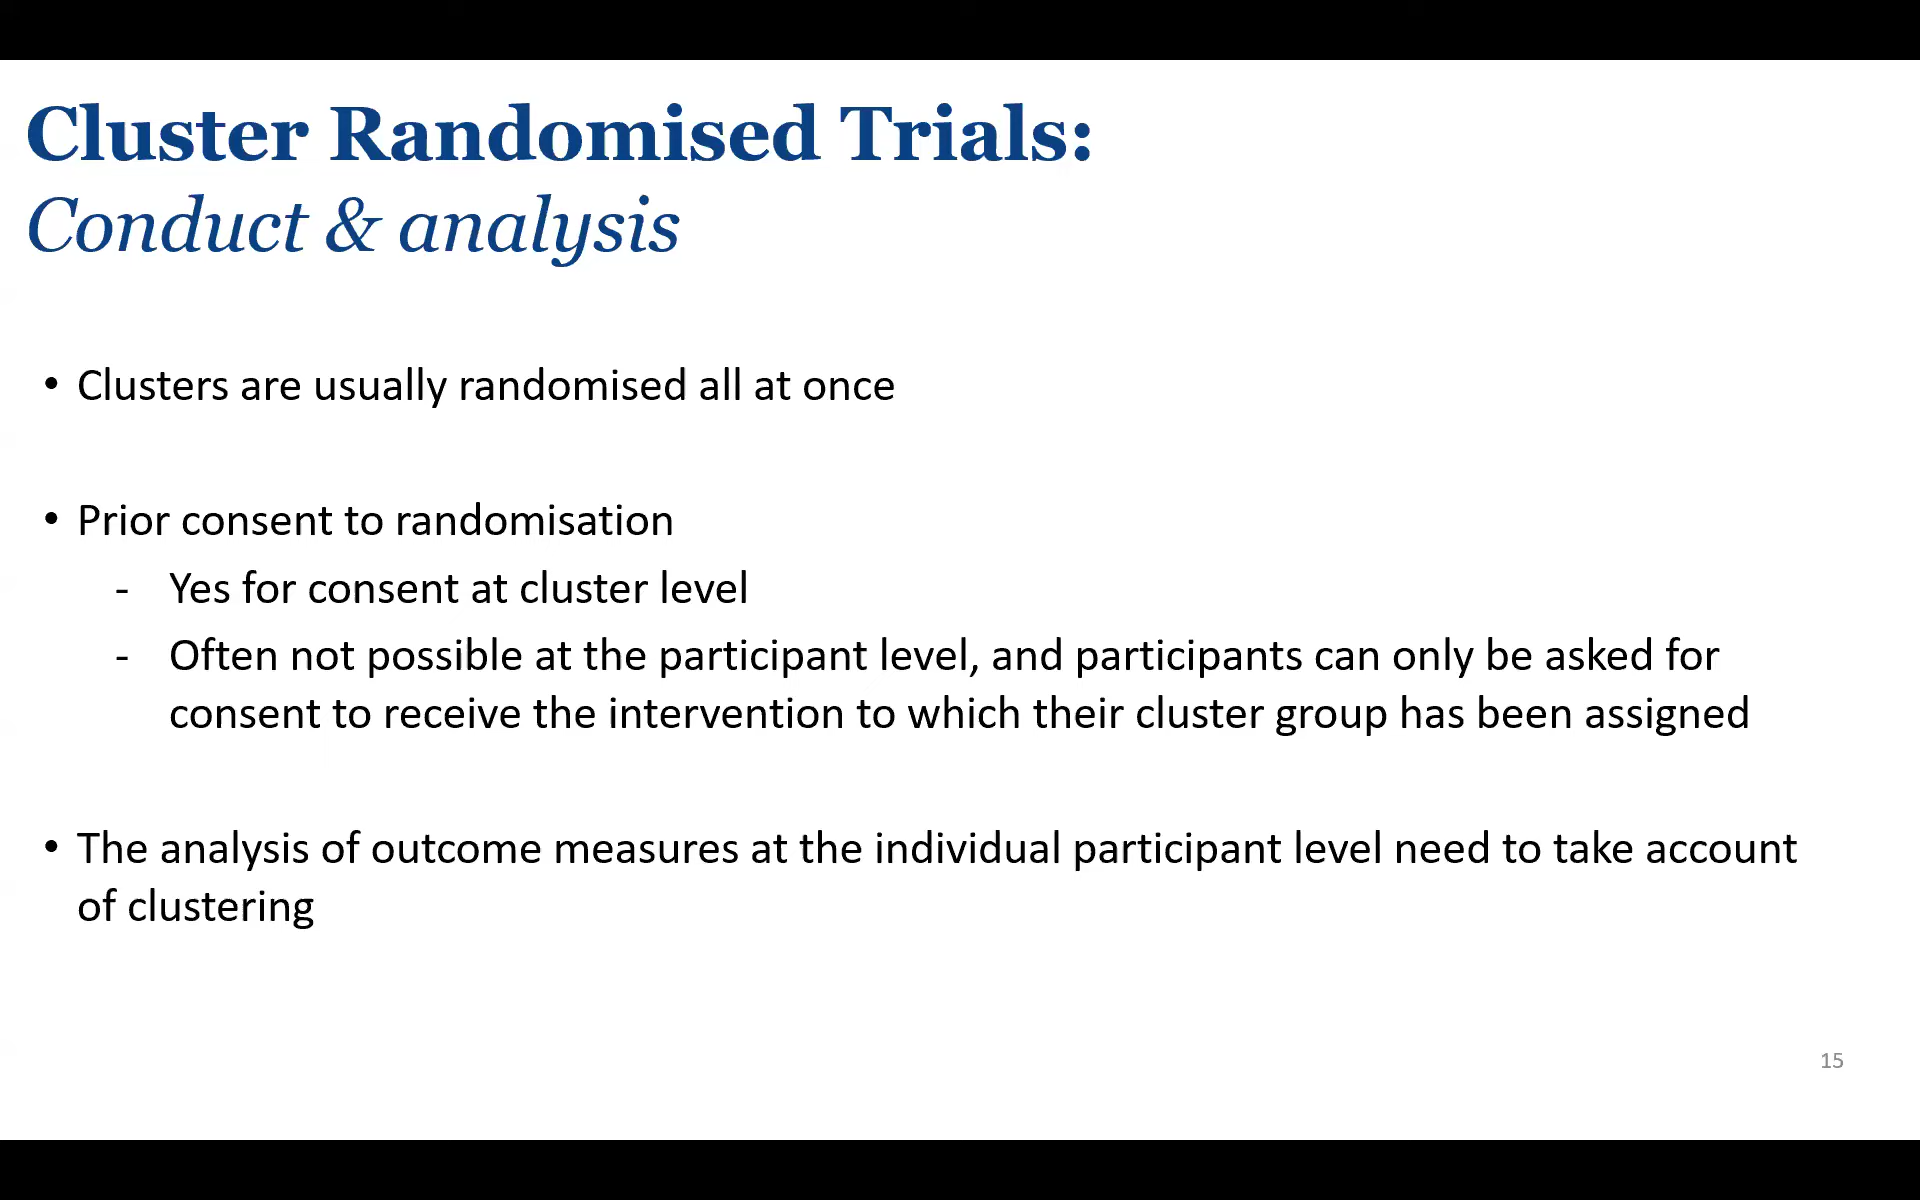 Cluster Randomised Trials:
Conduct & analysis
• Clusters are usually randomised all at once
• Prior consent to randomisation
- Yes for consent at cluster level
- Often not possible at the participant level, and participants can only be asked for
consent to receive the intervention to which their cluster group has been assigned
• The analysis of outcome measures at the individual participant level need to take account
of clustering
15